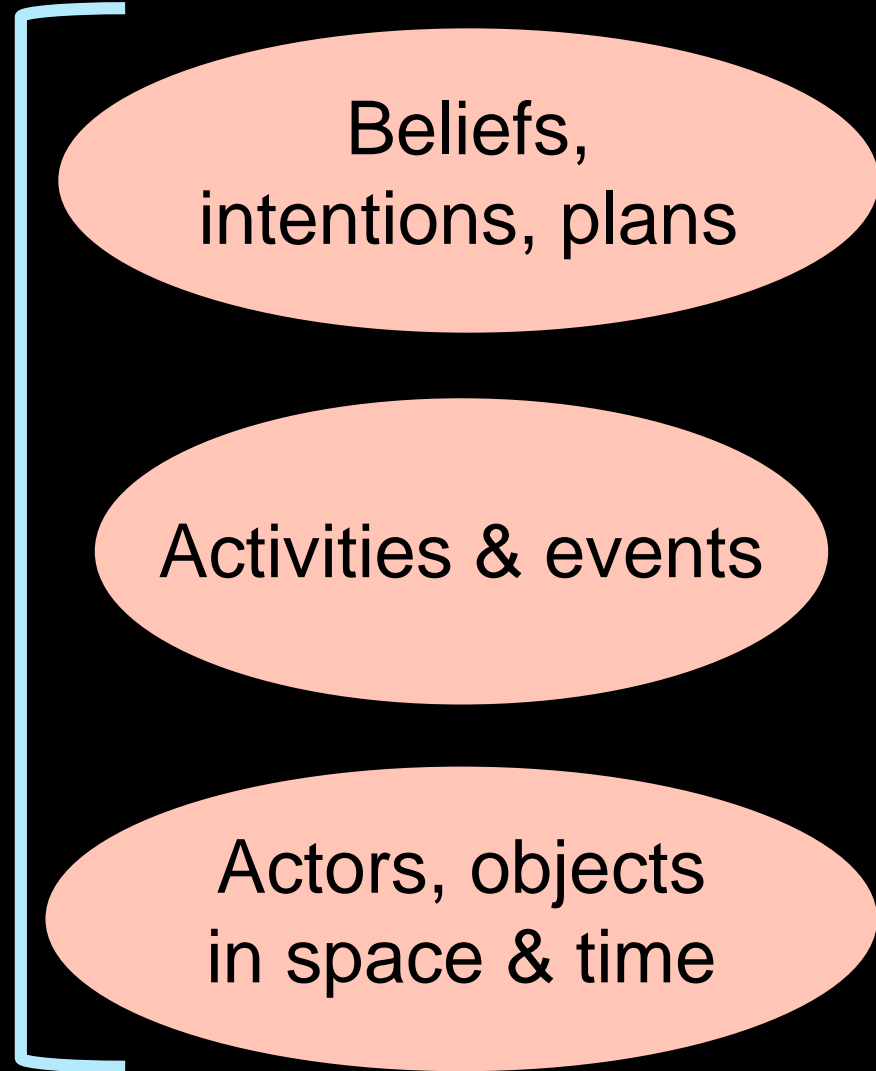 Beliefs,
intentions, plans
Activities & events
Actors, objects
in space & time